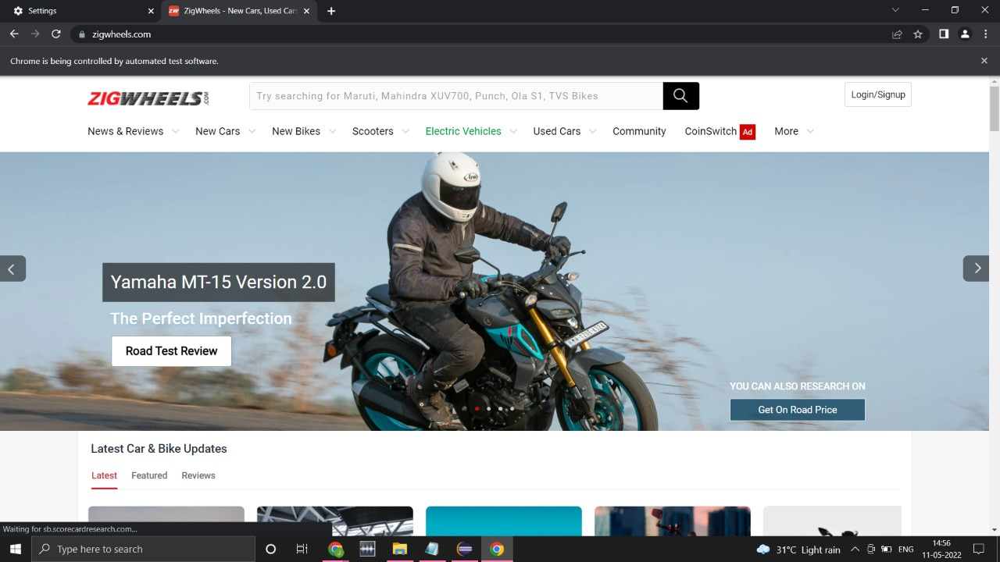 Settings
ZigWheels - New Cars, Used Car
zigwheels.com
Chrome is being controlled by automated test software.
ZIGWHEELS.COM
Try searching for Maruti, Mahindra XUV700, Punch, Ola S1, TVS Bikes
Login/Signup
News & Reviews New Cars New Bikes Scooters Electric Vehicles Used Cars Community CoinSwitch Ad More
Arai
Yamaha MT-15 Version 2.0
The Perfect Imperfection
Road Test Review
YOU CAN ALSO RESEARCH ON
Get On Road Price
Latest Car & Bike Updates
Latest Featured Reviews
Waiting for sb.scorecardresearch.com...
Type here to search
31°C Light rain
ENG
14:56
11-05-2022